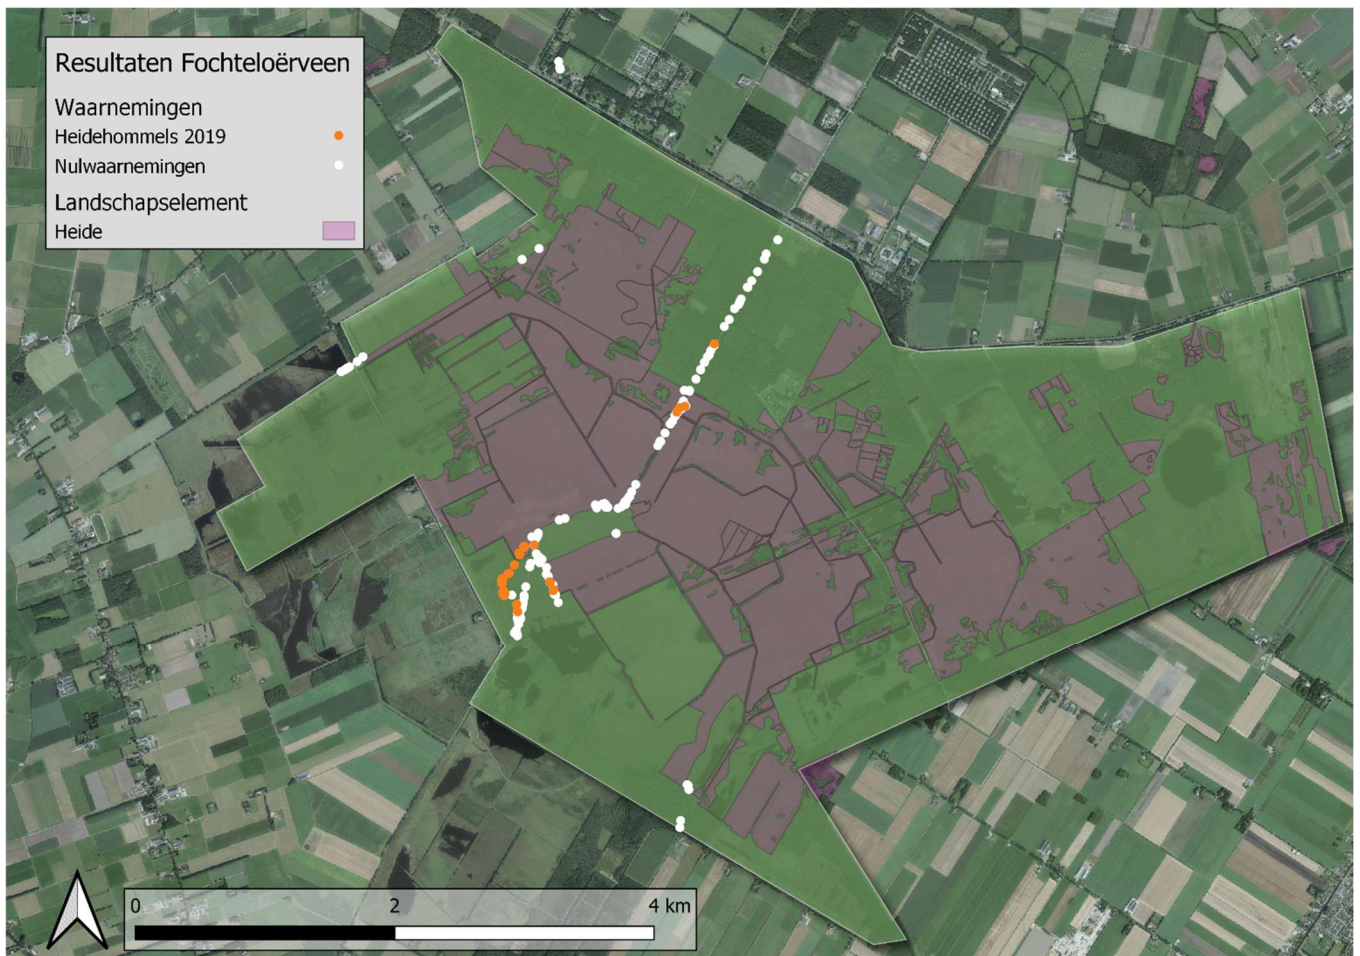 Resultaten Fochteloërveen
Waarnemingen
Heidehommels 2019
Nulwaarnemingen
Landschapselement
Heide
0 2 4 km